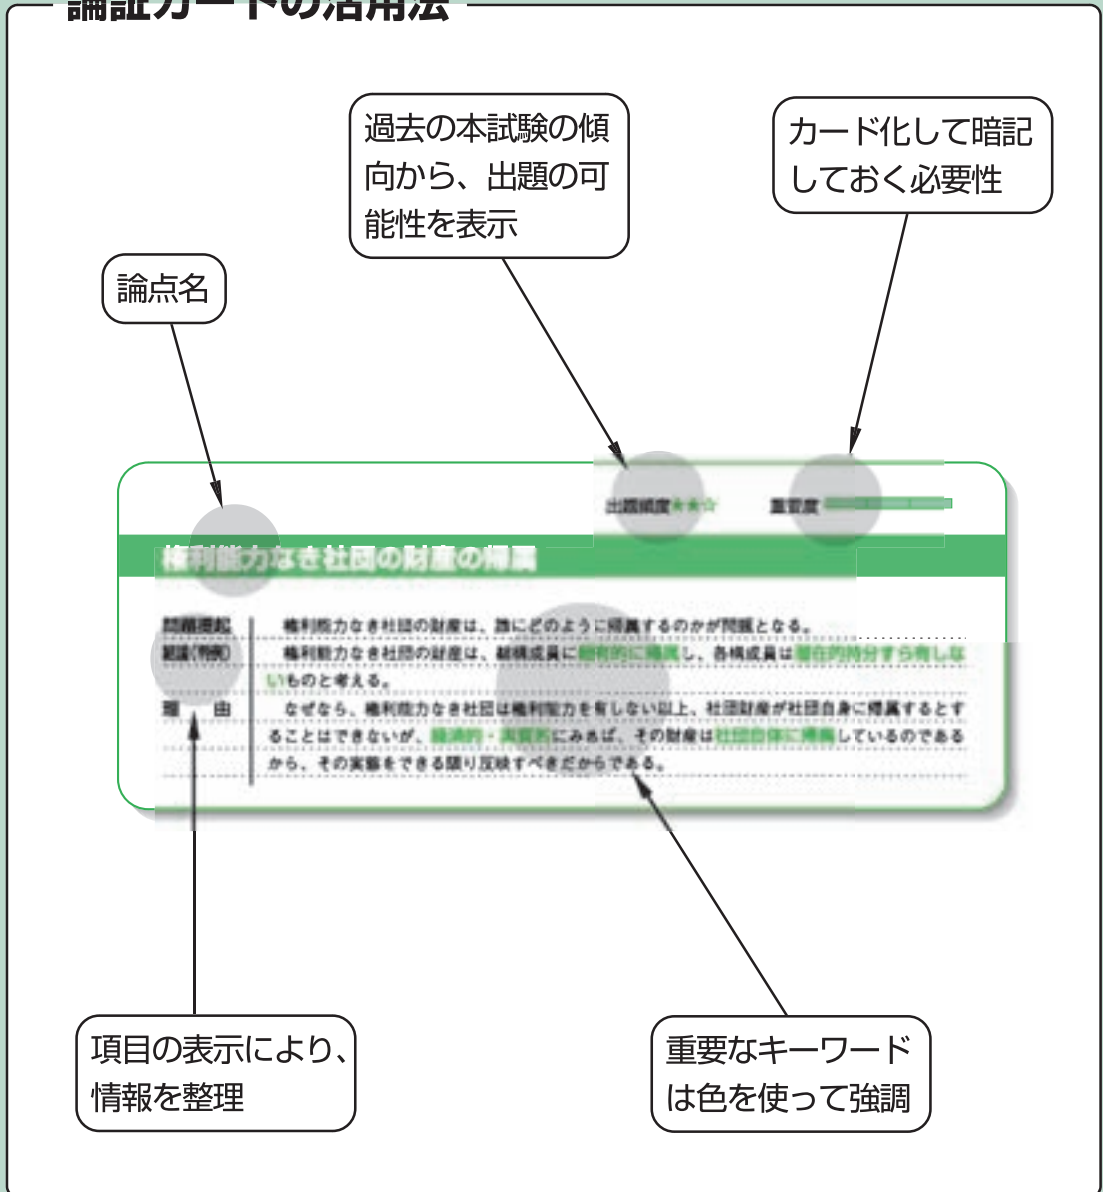 論証カードの活用法
過去の本試験の傾
向から、出題の可
能性を表示
カード化して暗記
しておく必要性
論点名
出題頻度★★☆
重要度
権利能力なき社団の財産の帰属
問題提起 権利能力なき社団の財産は、誰にどのように帰属するのかが問題となる。
結論(判例) 権利能力なき社団の財産は、総構成員に総有的に帰属し、各構成員は潜在的持分すら有しな
いものと考える。
理由 なぜなら、権利能力なき社団は権利能力を有しない以上、社団財産が社団自身に帰属するとす
ることはできないが、経済的・実質的にみれば、その財産は社団自体に帰属しているのである
から、その実態をできる限り反映すべきだからである。
項目の表示により、
情報を整理
重要なキーワード
は色を使って強調